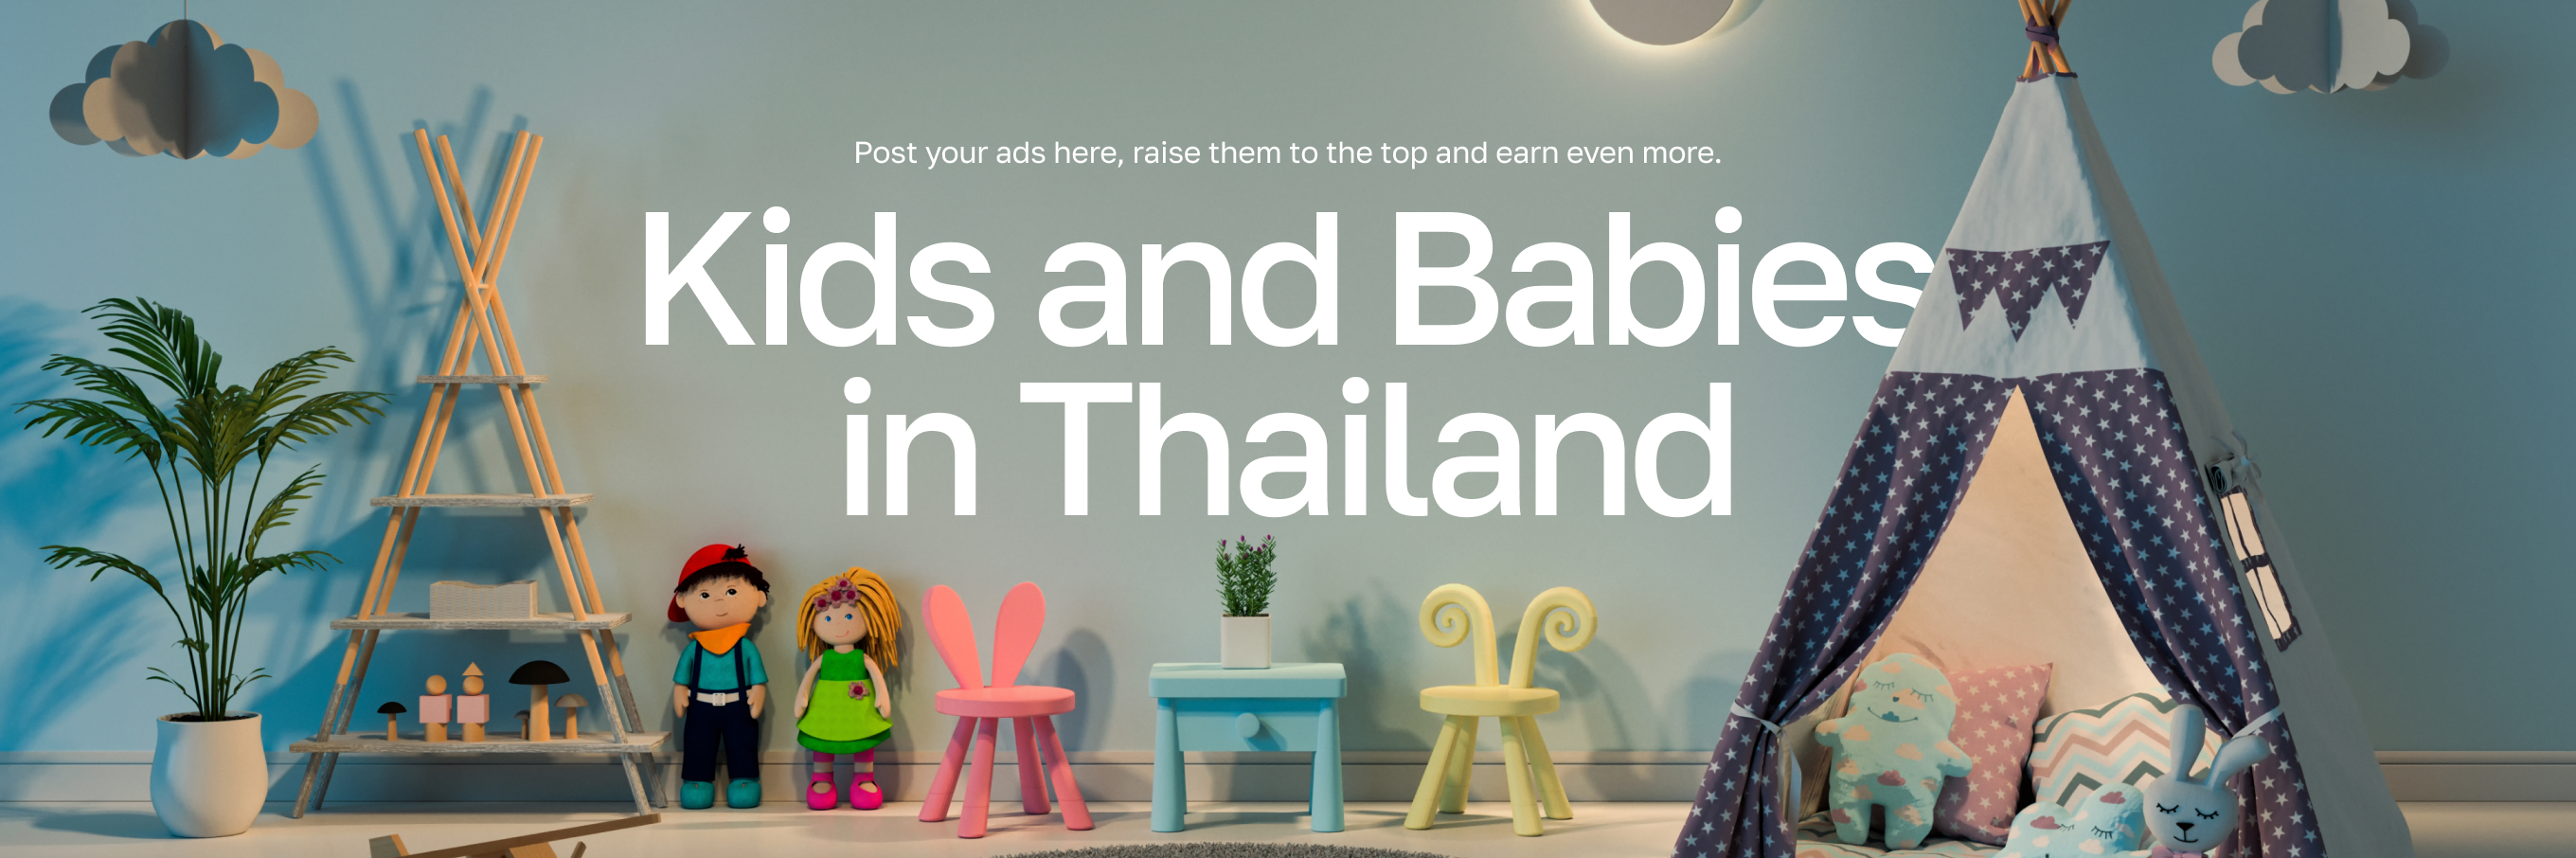 Post your ads here, raise them to the top and earn even more.
Kids and Babies
in Thailand